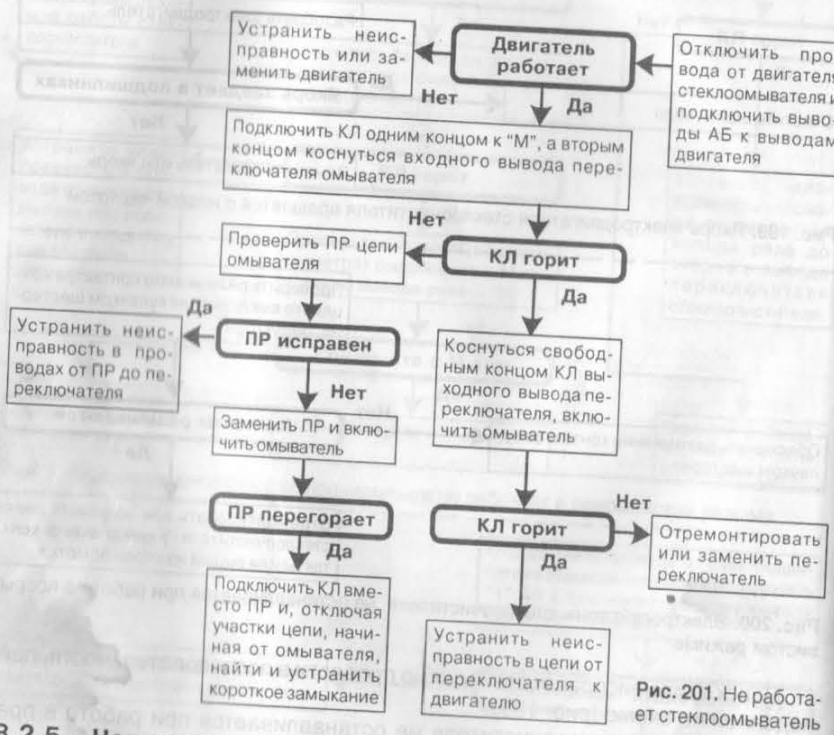 Устранить неис-
правность или за-
менить двигатель
Двигатель
работает
Отключить про-
вода от двигателя
стеклоомывателя и
подключить выво-
ды АБ к выводам
двигателя
Нет
Да
Подключить КЛ одним концом к “М”, а вторым
концом коснуться входного вывода пере-
ключателя омывателя
Нет
Проверить ПР цепи
омывателя
КЛ горит
Да
Да
Устранить неис-
правность в про-
водах от ПР до пе-
реключателя
ПР исправен
Нет
Коснуться свобод-
ным концом КЛ вы-
ходного вывода пе-
реключателя, вклю-
чить омыватель
Заменить ПР и вклю-
чить омыватель
ПР перегорает
Да
КЛ горит
Нет
Да
Отремонтировать
или заменить пе-
реключатель
Подключить КЛ вме-
сто ПР и, отключая
участки цепи, начи-
ная от омывателя,
найти и устранить
короткое замыкание
Устранить неис-
правность в цепи от
переключателя к
двигателю
Рис. 201. Не работа-
ет стеклоомыватель